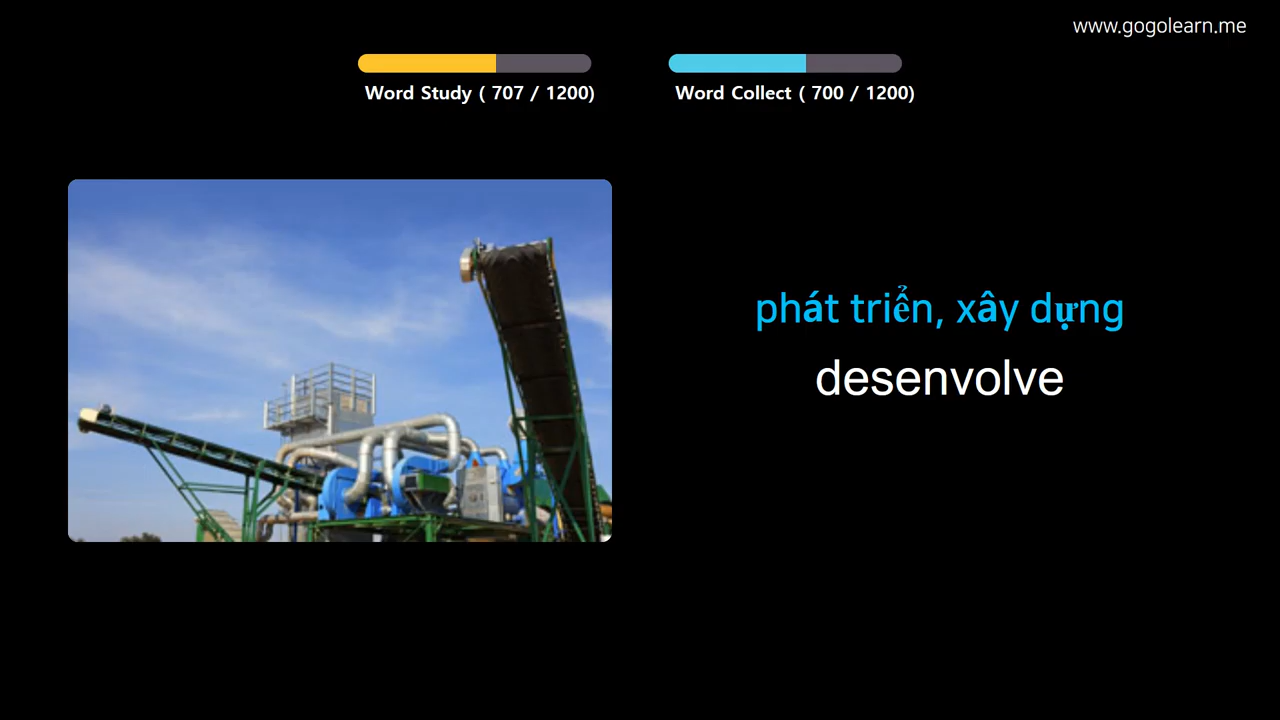 www.gogolearn.me
Word Study ( 707 / 1200)
Word Collect ( 700 / 1200)
phát triển, xây dựng
desenvolve